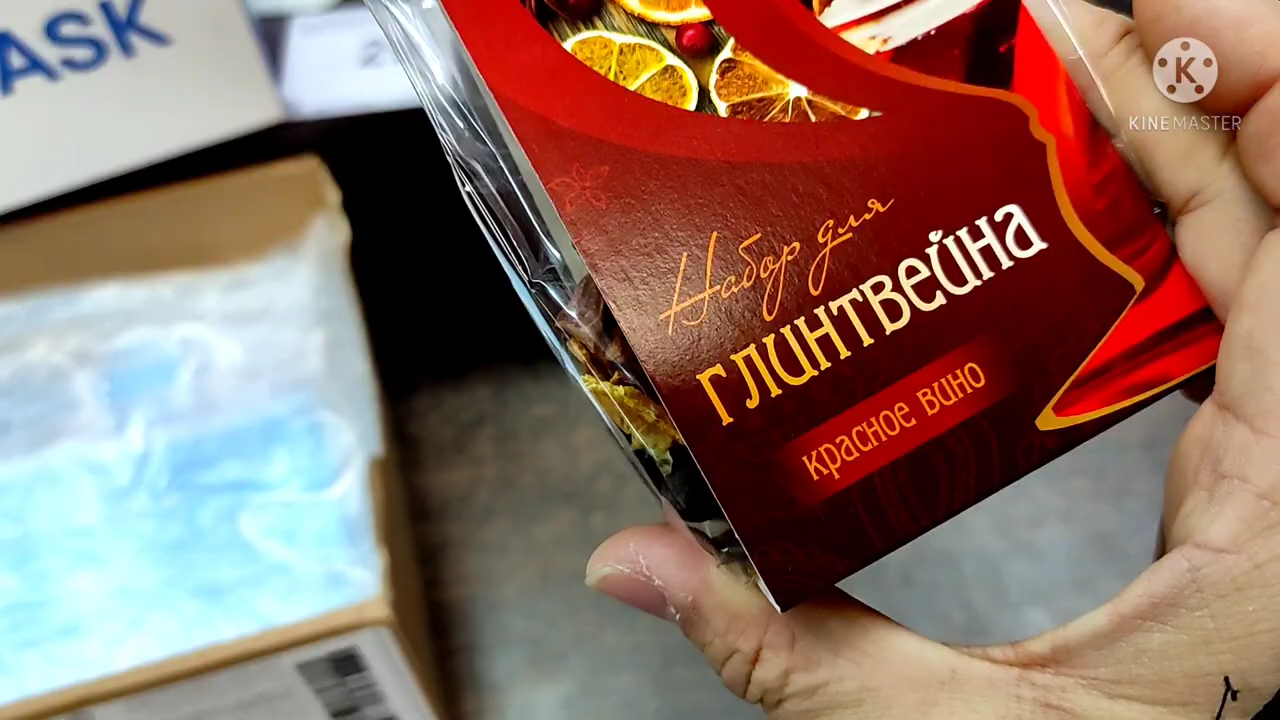 ASK
K
KINEMASTER
Набор для
глинтвейна
красное вино